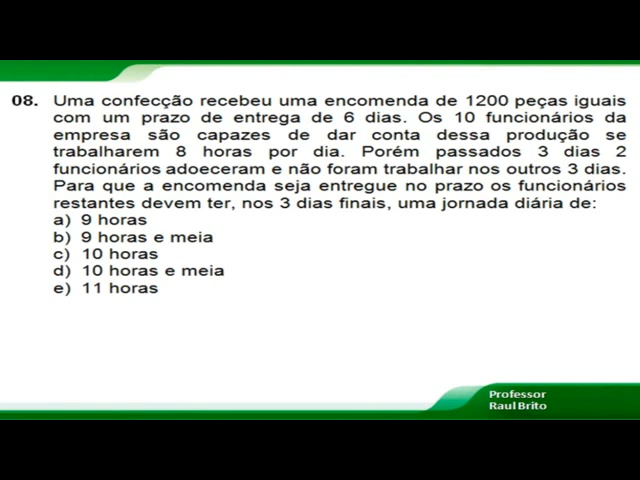 08. Uma confecção recebeu uma encomenda de 1200 peças iguais
com um prazo de entrega de 6 dias. Os 10 funcionários da
empresa são capazes de dar conta dessa produção se
trabalharem 8 horas por dia. Porém passados 3 dias 2
funcionários adoeceram e não foram trabalhar nos outros 3 dias.
Para que a encomenda seja entregue no prazo os funcionários
restantes devem ter, nos 3 dias finais, uma jornada diária de:
a) 9 horas
b) 9 horas e meia
c) 10 horas
d) 10 horas e meia
e) 11 horas
Professor
Raul Brito